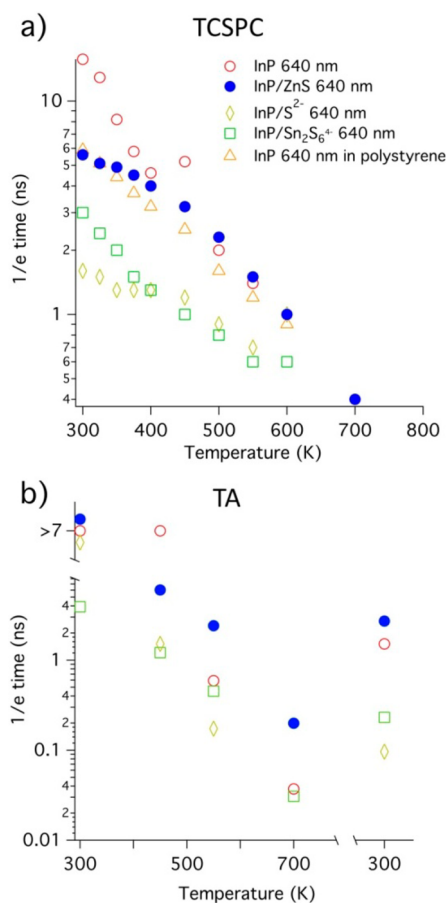 a) TCSPC
InP 640 nm
InP/ZnS 640 nm
InP/S²⁻ 640 nm
InP/Sn₂S₆⁴⁻ 640 nm
InP 640 nm in polystyrene
1/e time (ns)
10
7
6
5
4
3
2
1
7
6
5
4
300 400 500 600 700 800
Temperature (K)
b) TA
1/e time (ns)
>7
4
2
1
4
2
0.1
4
2
0.01
300 500 700 300
Temperature (K)